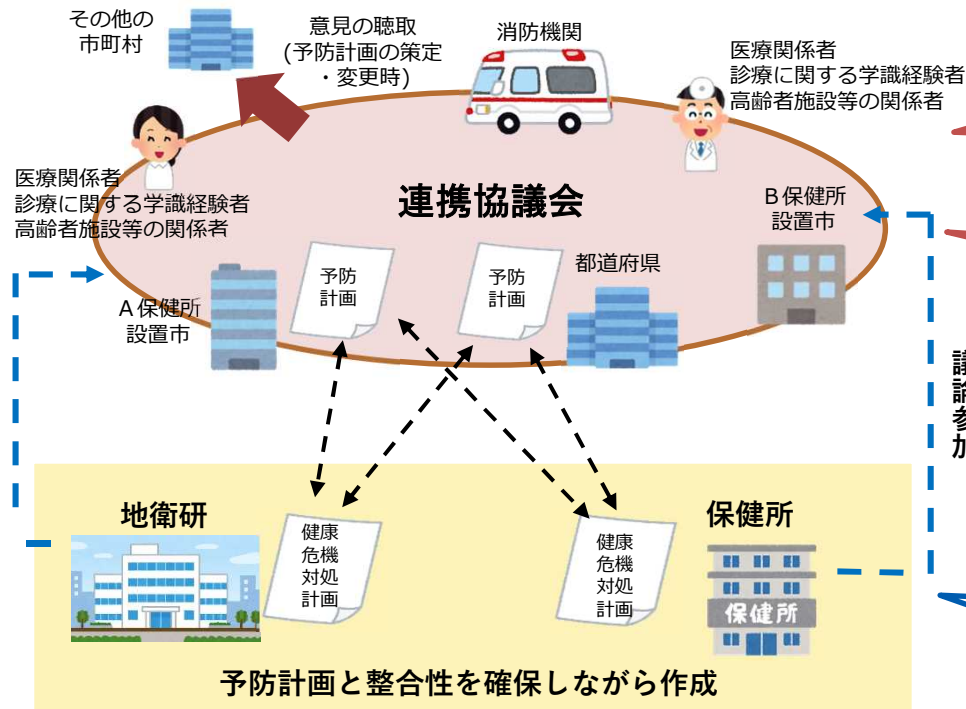 その他の
市町村
意見の聴取
(予防計画の策定
・変更時)
消防機関
医療関係者
診療に関する学識経験者
高齢者施設等の関係者
医療関係者
診療に関する学識経験者
高齢者施設等の関係者
連携協議会
B保健所
設置市
予防
計画
予防
計画
都道府県
A保健所
設置市
議論参加
地衛研
健康
危機
対処
計画
健康
危機
対処
計画
保健所
保健所
予防計画と整合性を確保しながら作成